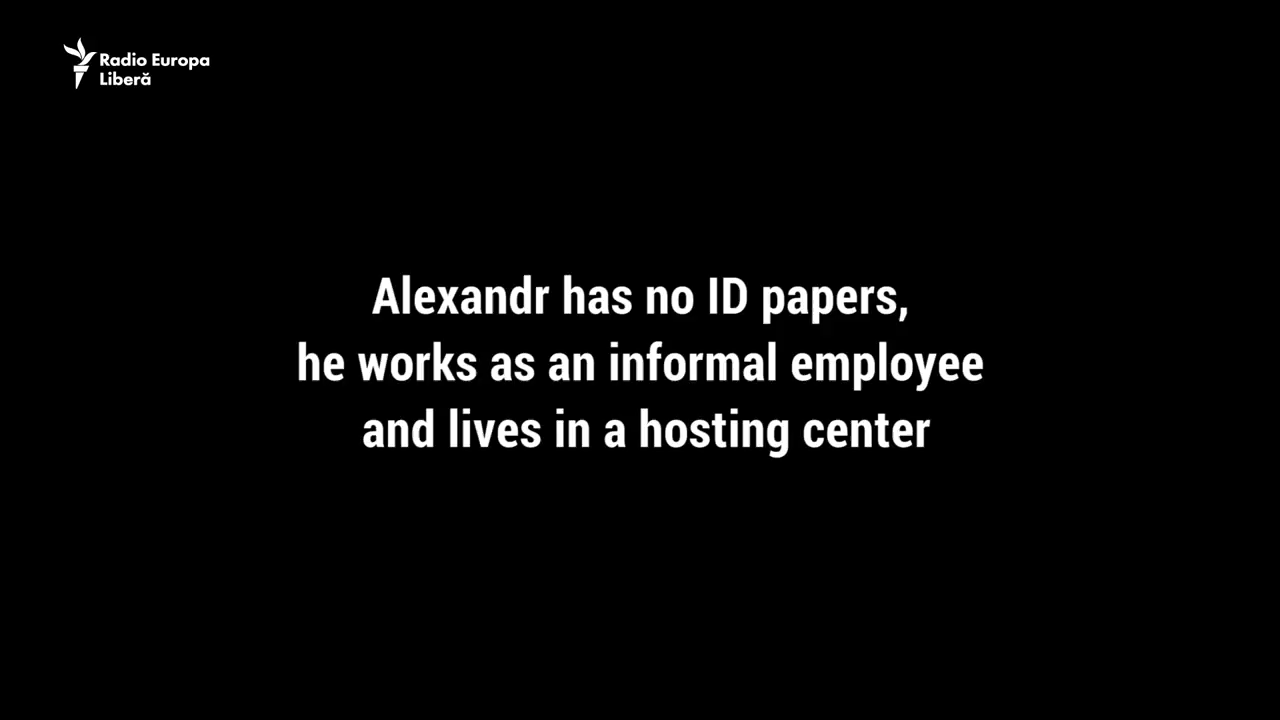 Radio Europa
Liberă
Alexandr has no ID papers,
he works as an informal employee
and lives in a hosting center